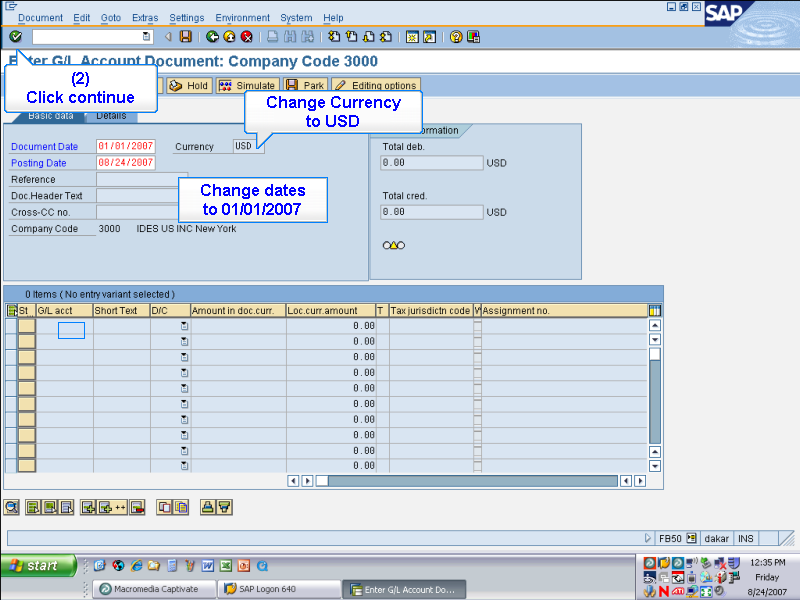 Document Edit Goto Extras Settings Environment System Help
SAP
Enter G/L Account Document: Company Code 3000
(2)
Click continue
Hold Simulate Park Editing options
Change Currency
to USD
Basic data Details
Document Date 01/01/2007 Currency USD
Total deb.
Posting Date 08/24/2007
0.00 USD
Reference
Doc.Header Text
Change dates
to 01/01/2007
Total cred.
Cross-CC no.
0.00 USD
Company Code 3000 IDES US INC New York
0 Items ( No entry variant selected )
St G/L acct Short Text D/C Amount in doc.curr. Loc.curr.amount T Tax jurisdictn code V Assignment no.
0.00
0.00
0.00
0.00
0.00
0.00
0.00
0.00
0.00
0.00
FB50 dakar INS
start
12:35 PM
Friday
8/24/2007
Macromedia Captivate SAP Logon 640 Enter G/L Account Do...